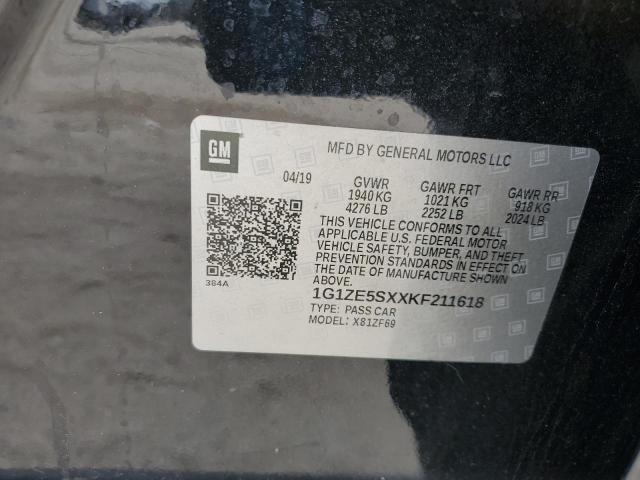 GM
MFD BY GENERAL MOTORS LLC
04/19 GVWR GAWR FRT GAWR RR
1940 KG 1021 KG 918 KG
4276 LB 2252 LB 2024 LB
THIS VEHICLE CONFORMS TO ALL
APPLICABLE U.S. FEDERAL MOTOR
VEHICLE SAFETY, BUMPER, AND THEFT
PREVENTION STANDARDS IN EFFECT ON
THE DATE OF MANUFACTURE SHOWN
ABOVE.
384A
1G1ZE5SXXKF211618
TYPE: PASS CAR
MODEL: X81ZF69